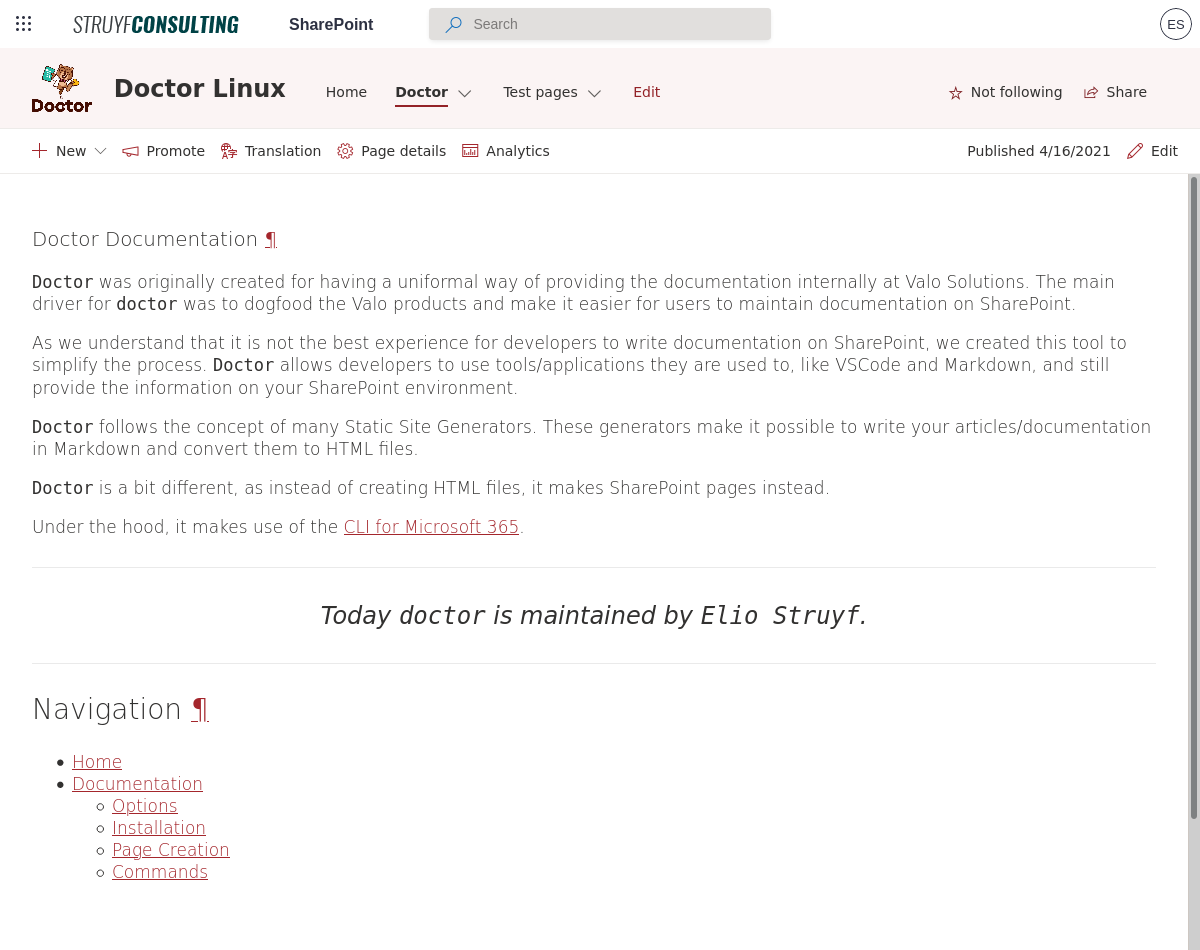 STRUYFCONSULTING SharePoint Search ES
Doctor
Doctor Linux Home Doctor Test pages Edit Not following Share
New Promote Translation Page details Analytics Published 4/16/2021 Edit
Doctor Documentation ¶
Doctor was originally created for having a uniformal way of providing the documentation internally at Valo Solutions. The main
driver for doctor was to dogfood the Valo products and make it easier for users to maintain documentation on SharePoint.
As we understand that it is not the best experience for developers to write documentation on SharePoint, we created this tool to
simplify the process. Doctor allows developers to use tools/applications they are used to, like VSCode and Markdown, and still
provide the information on your SharePoint environment.
Doctor follows the concept of many Static Site Generators. These generators make it possible to write your articles/documentation
in Markdown and convert them to HTML files.
Doctor is a bit different, as instead of creating HTML files, it makes SharePoint pages instead.
Under the hood, it makes use of the CLI for Microsoft 365.
Today doctor is maintained by Elio Struyf.
Navigation ¶
Home
Documentation
Options
Installation
Page Creation
Commands